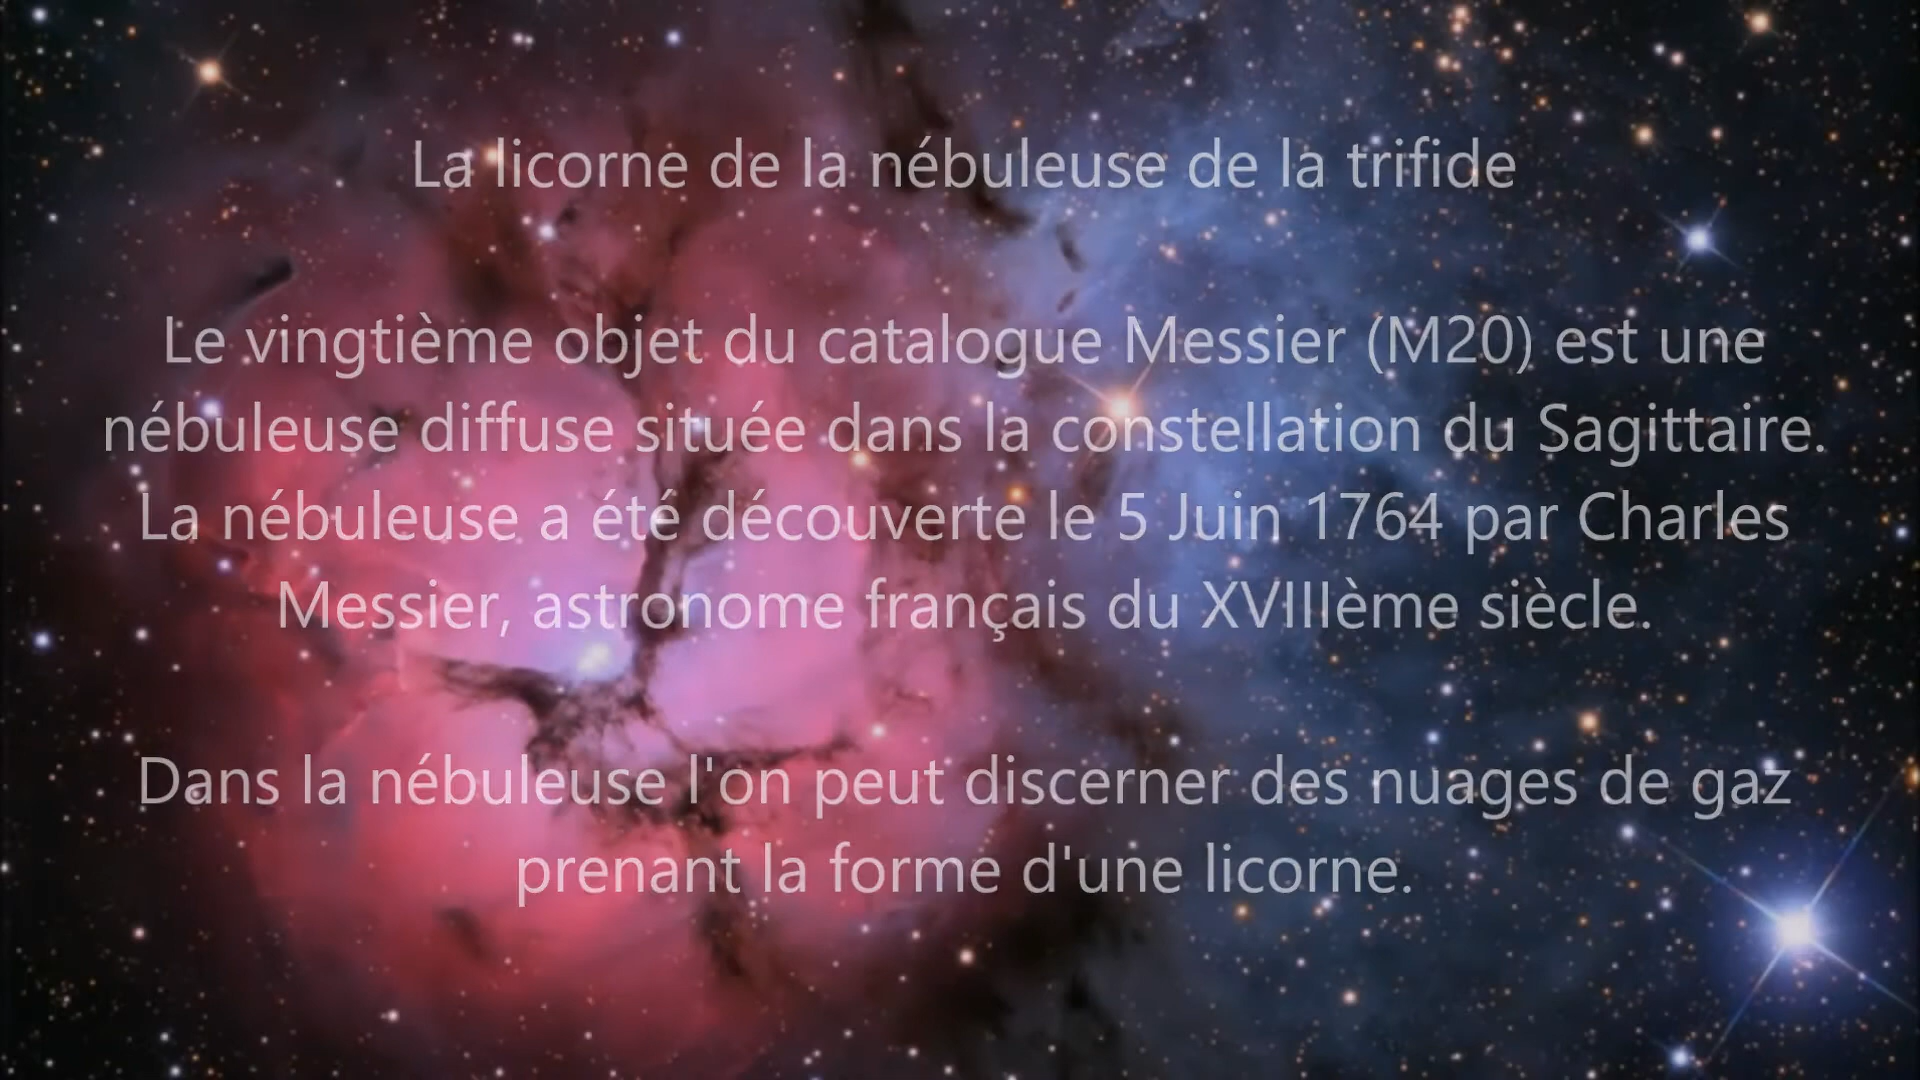 La licorne de la nébuleuse de la trifide
Le vingtième objet du catalogue Messier (M20) est une
nébuleuse diffuse située dans la constellation du Sagittaire.
La nébuleuse a été découverte le 5 Juin 1764 par Charles
Messier, astronome français du XVIIIème siècle.
Dans la nébuleuse l'on peut discerner des nuages de gaz
prenant la forme d'une licorne.